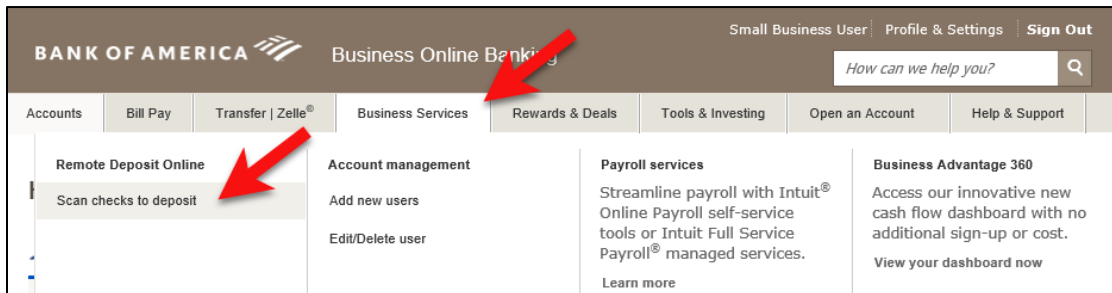 Small Business User Profile & Settings Sign Out
BANK OF AMERICA Business Online Banking
How can we help you?
Accounts Bill Pay Transfer | Zelle® Business Services Rewards & Deals Tools & Investing Open an Account Help & Support
Remote Deposit Online
Scan checks to deposit
Account management
Add new users
Edit/Delete user
Payroll services
Streamline payroll with Intuit®
Online Payroll self-service
tools or Intuit Full Service
Payroll® managed services.
Learn more
Business Advantage 360
Access our innovative new
cash flow dashboard with no
additional sign-up or cost.
View your dashboard now